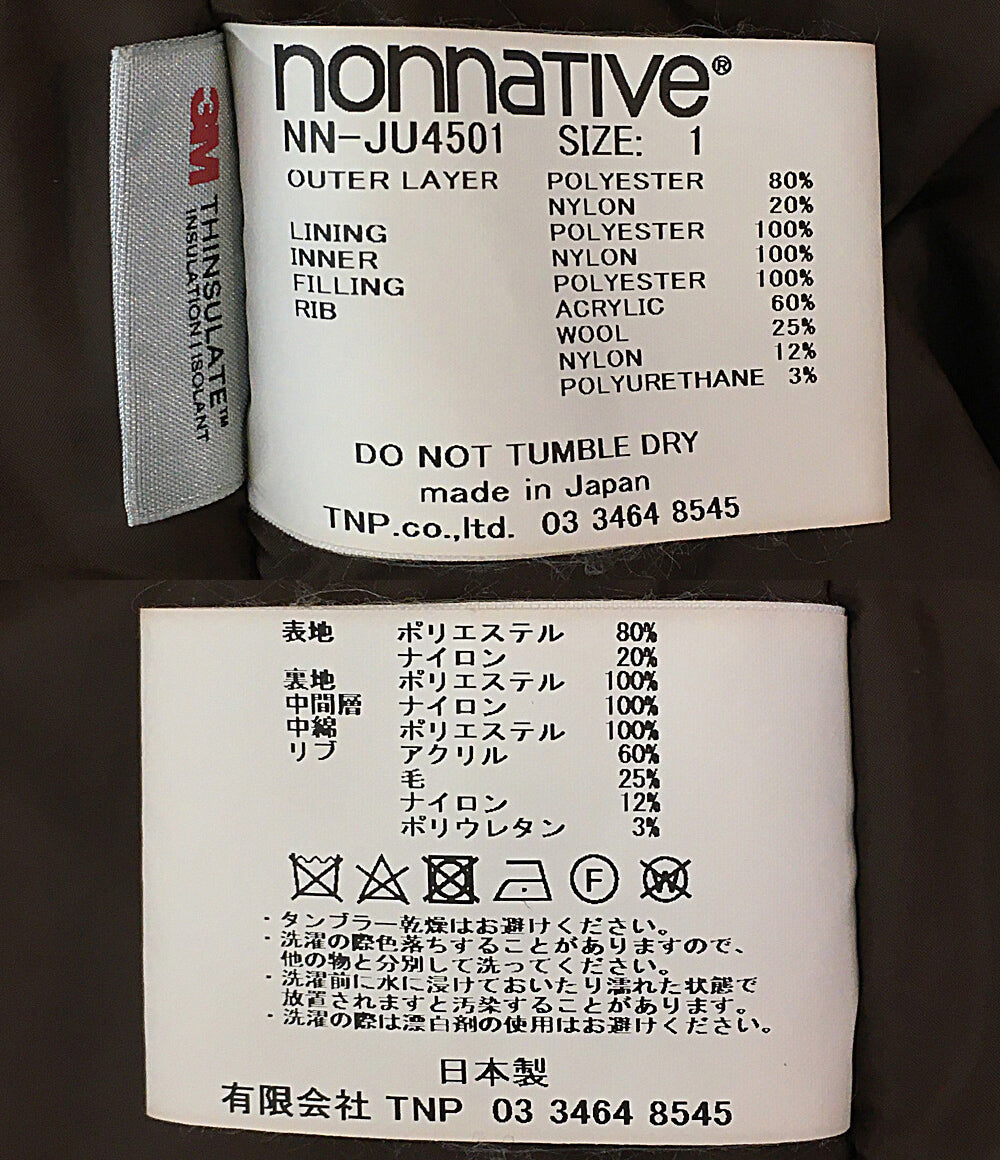 3M
THINSULATE™
INSULATION | ISOLANT
nonnative®
NN-JU4501 SIZE: 1
OUTER LAYER POLYESTER 80%
NYLON 20%
LINING POLYESTER 100%
INNER NYLON 100%
FILLING POLYESTER 100%
RIB ACRYLIC 60%
WOOL 25%
NYLON 12%
POLYURETHANE 3%
DO NOT TUMBLE DRY
made in Japan
TNP.co.,ltd. 03 3464 8545
表地 ポリエステル 80%
ナイロン 20%
裏地 ポリエステル 100%
中間層 ナイロン 100%
中綿 ポリエステル 100%
リブ アクリル 60%
毛 25%
ナイロン 12%
ポリウレタン 3%
F W
・タンブラー乾燥はお避けください。
・洗濯の際色落ちすることがありますので、
他の物と分別して洗ってください。
・洗濯前に水に浸けておいたり濡れた状態で
放置されますと汚染することがあります。
・洗濯の際は漂白剤の使用はお避けください。
日本製
有限会社 TNP 03 3464 8545